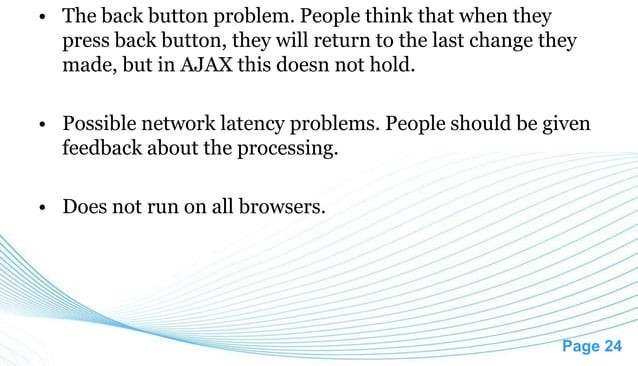 • The back button problem. People think that when they
press back button, they will return to the last change they
made, but in AJAX this doesn not hold.
• Possible network latency problems. People should be given
feedback about the processing.
• Does not run on all browsers.
Page 24